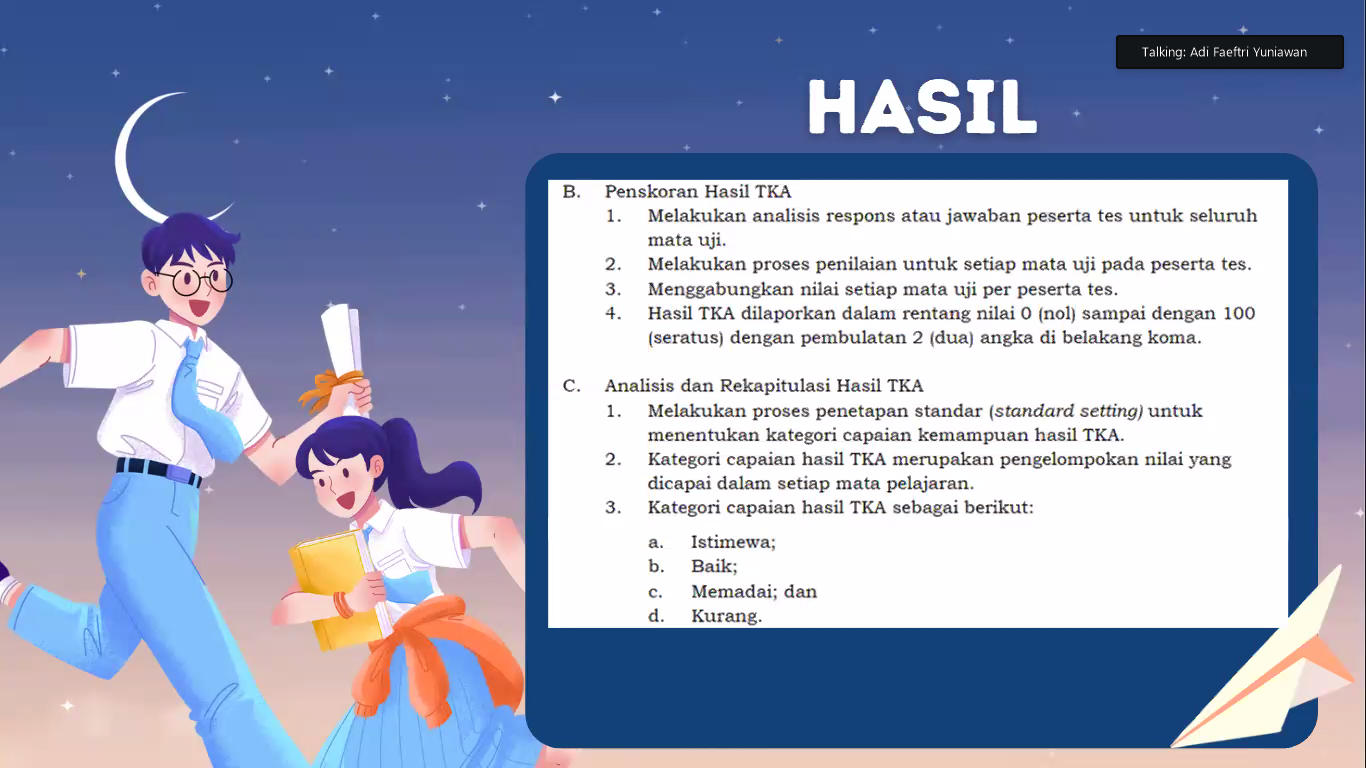 Talking: Adi Faeftri Yuniawan
HASIL
B. Penskoran Hasil TKA
1. Melakukan analisis respons atau jawaban peserta tes untuk seluruh
mata uji.
2. Melakukan proses penilaian untuk setiap mata uji pada peserta tes.
3. Menggabungkan nilai setiap mata uji per peserta tes.
4. Hasil TKA dilaporkan dalam rentang nilai 0 (nol) sampai dengan 100
(seratus) dengan pembulatan 2 (dua) angka di belakang koma.
C. Analisis dan Rekapitulasi Hasil TKA
1. Melakukan proses penetapan standar (standard setting) untuk
menentukan kategori capaian kemampuan hasil TKA.
2. Kategori capaian hasil TKA merupakan pengelompokan nilai yang
dicapai dalam setiap mata pelajaran.
3. Kategori capaian hasil TKA sebagai berikut:
a. Istimewa;
b. Baik;
c. Memadai; dan
d. Kurang.